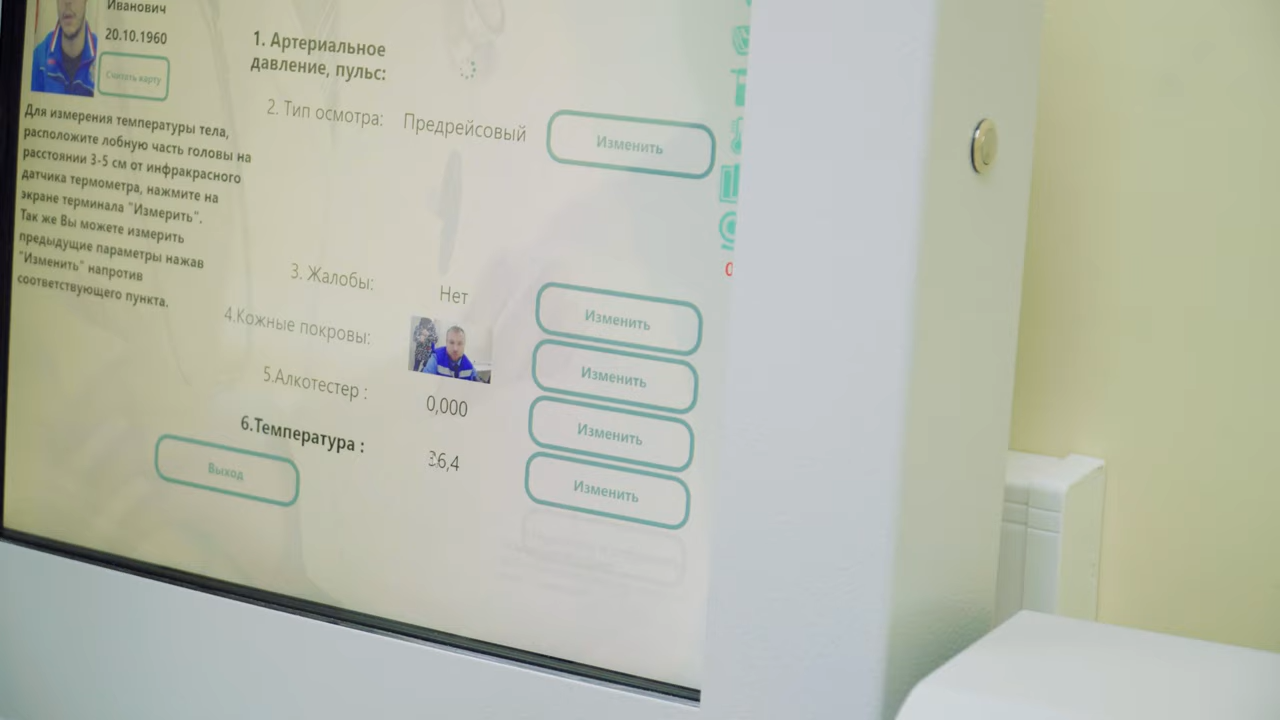 Иванович
20.10.1960
Считать карту
Для измерения температуры тела,
расположите лобную часть головы на
расстоянии 3-5 см от инфракрасного
датчика термометра, нажмите на
экране терминала "Измерить".
Так же Вы можете измерить
предыдущие параметры нажав
"Изменить" напротив
соответствующего пункта.
Выход
1. Артериальное
давление, пульс:
2. Тип осмотра: Предрейсовый Изменить
3. Жалобы: Нет Изменить
4.Кожные покровы: Изменить
5.Алкотестер : 0,000 Изменить
6.Температура : 36,4 Изменить